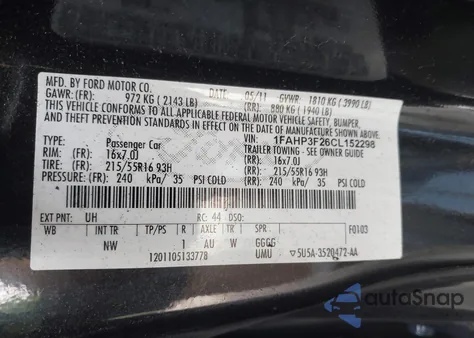 MFD. BY FORD MOTOR CO.
DATE: 05/11 GVWR: 1810 KG ( 3990 LB)
GAWR:(FR): 972 KG ( 2143 LB) (RR): 880 KG ( 1940 LB)
THIS VEHICLE CONFORMS TO ALL APPLICABLE FEDERAL MOTOR VEHICLE SAFETY, BUMPER,
AND THEFT PREVENTION STANDARDS IN EFFECT ON THE DATE OF MANUFACTURE SHOWN ABOVE
VIN: 1FAHP3F26CL152298
TYPE: Passenger Car TRAILER TOWING - SEE OWNER GUIDE
RIM: 16x7.0J (RR): 16x7.0J
TIRE: 215/55R16 93H (RR): 215/55R16 93H
PRESSURE:(FR): 240 kPa/ 35 PSI COLD (RR): 240 kPa/ 35 PSI COLD
EXT PNT: UH RC: 44 DSO: F0103
WB INT TR TP/PS R AXLE TR SPR
NW 1 AU W GGGG
1201105133778 UMU 5U5A-3520472-AA
autoSnap